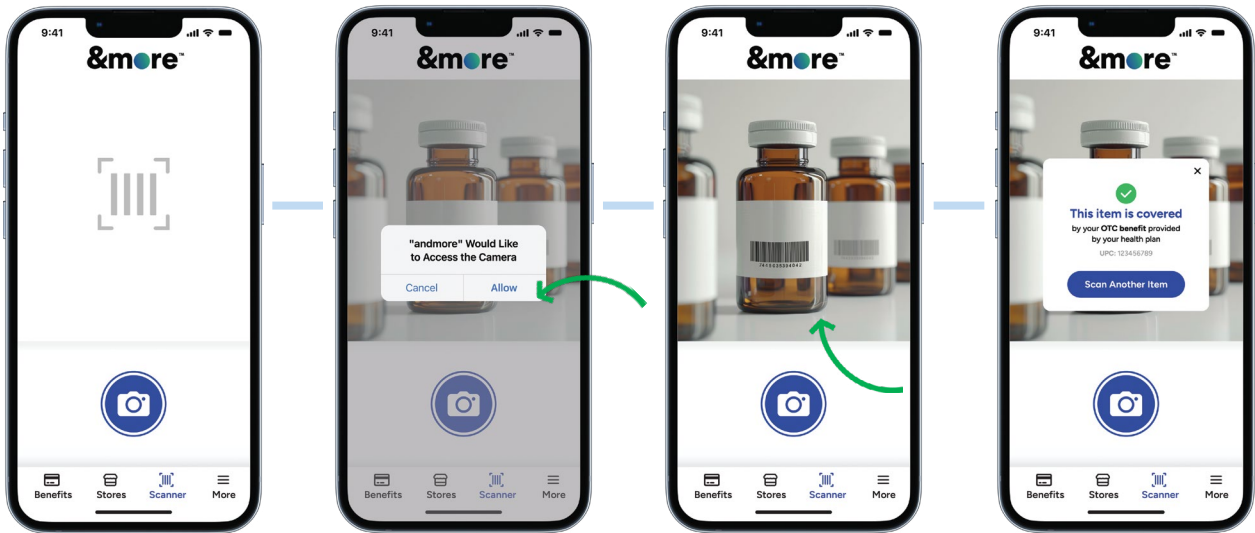 9:41
&more™
Benefits Stores Scanner More
9:41
&more™
"andmore" Would Like
to Access the Camera
Cancel Allow
Benefits Stores Scanner More
9:41
&more™
Benefits Stores Scanner More
9:41
&more™
This item is covered
by your OTC benefit provided
by your health plan
UPC: 123456789
Scan Another Item
Benefits Stores Scanner More